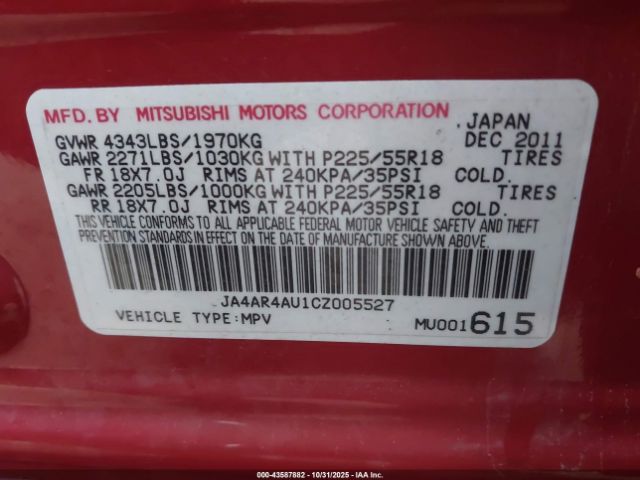 MFD.BY MITSUBISHI MOTORS CORPORATION
. JAPAN
GVWR 4343LBS/1970KG DEC 2011
GAWR 2271LBS/1030KG WITH P225/55R18 TIRES
FR 18X7.0J RIMS AT 240KPA/35PSI COLD.
GAWR 2205LBS/1000KG WITH P225/55R18 TIRES
RR 18X7.0J RIMS AT 240KPA/35PSI COLD.
THIS VEHICLE CONFORMS TO ALL APPLICABLE FEDERAL MOTOR VEHICLE SAFETY AND THEFT
PREVENTION STANDARDS IN EFFECT ON THE DATE OF MANUFACTURE SHOWN ABOVE.
JA4AR4AU1CZ005527
VEHICLE TYPE:MPV MU001615
000-43587882 - 10/31/2025 - IAAI, Inc.